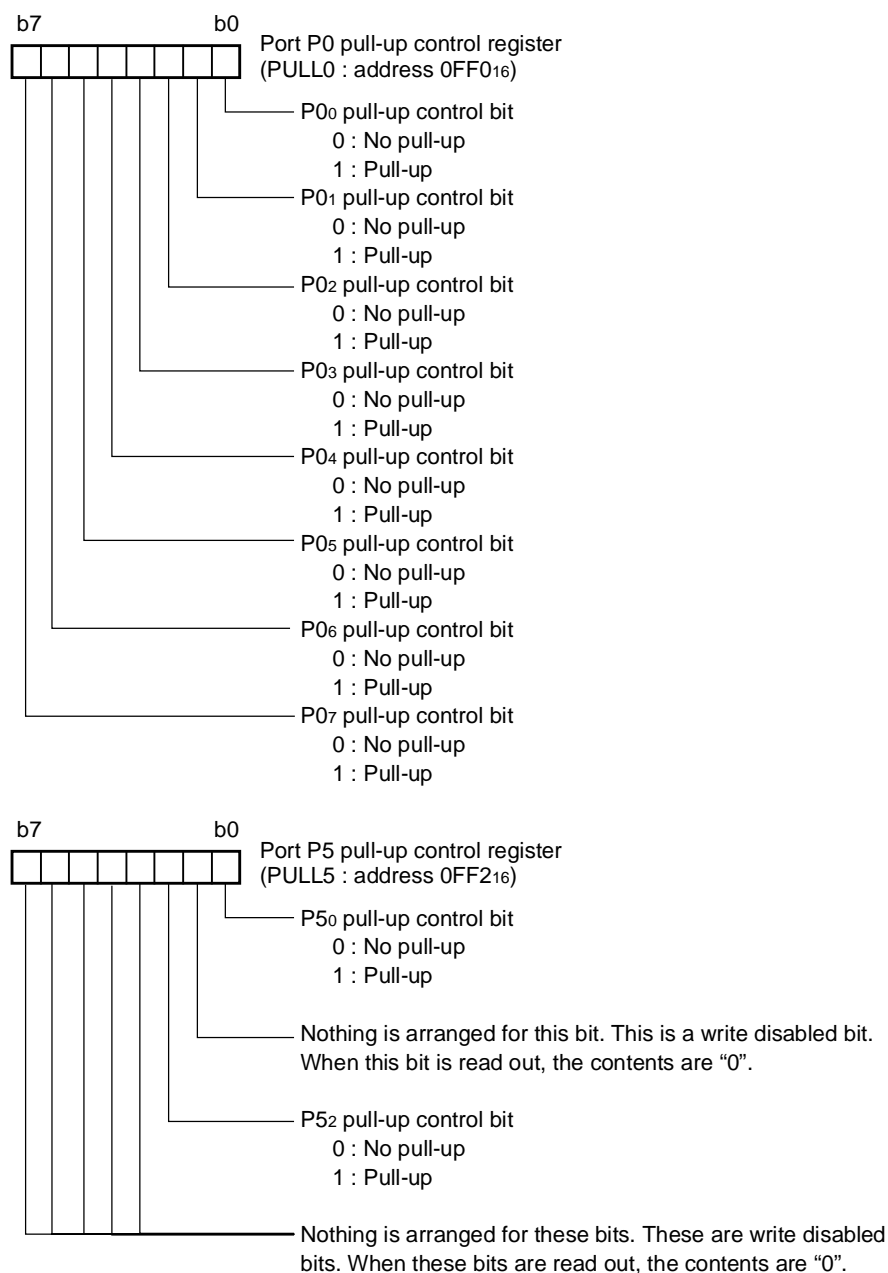 b7 b0
Port P0 pull-up control register
(PULL0 : address 0FF016)
P00 pull-up control bit
0 : No pull-up
1 : Pull-up
P01 pull-up control bit
0 : No pull-up
1 : Pull-up
P02 pull-up control bit
0 : No pull-up
1 : Pull-up
P03 pull-up control bit
0 : No pull-up
1 : Pull-up
P04 pull-up control bit
0 : No pull-up
1 : Pull-up
P05 pull-up control bit
0 : No pull-up
1 : Pull-up
P06 pull-up control bit
0 : No pull-up
1 : Pull-up
P07 pull-up control bit
0 : No pull-up
1 : Pull-up
b7 b0
Port P5 pull-up control register
(PULL5 : address 0FF216)
P50 pull-up control bit
0 : No pull-up
1 : Pull-up
Nothing is arranged for this bit. This is a write disabled bit.
When this bit is read out, the contents are “0”.
P52 pull-up control bit
0 : No pull-up
1 : Pull-up
Nothing is arranged for these bits. These are write disabled
bits. When these bits are read out, the contents are “0”.